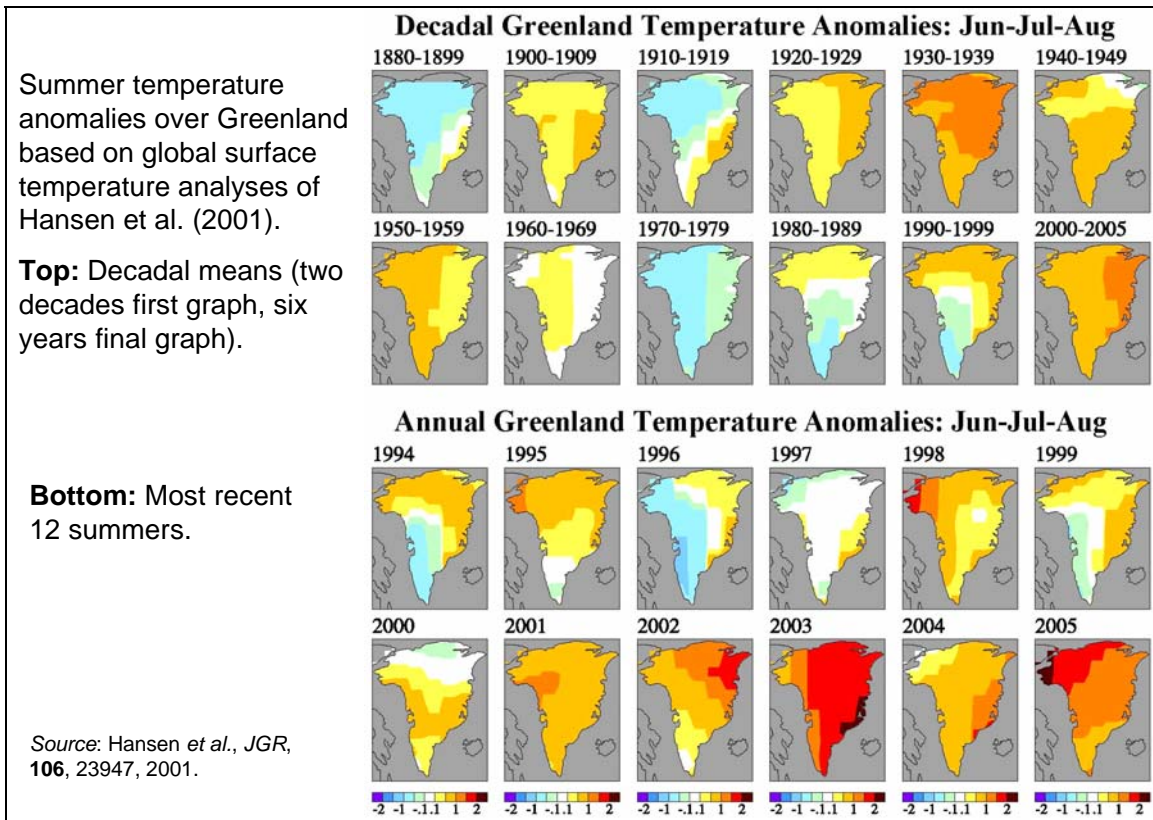 Decadal Greenland Temperature Anomalies: Jun-Jul-Aug
1880-1899 1900-1909 1910-1919 1920-1929 1930-1939 1940-1949
Summer temperature
anomalies over Greenland
based on global surface
temperature analyses of
Hansen et al. (2001).
1950-1959 1960-1969 1970-1979 1980-1989 1990-1999 2000-2005
Top: Decadal means (two
decades first graph, six
years final graph).
Annual Greenland Temperature Anomalies: Jun-Jul-Aug
1994 1995 1996 1997 1998 1999
Bottom: Most recent
12 summers.
2000 2001 2002 2003 2004 2005
Source: Hansen et al., JGR,
106, 23947, 2001.
-2 -1 -.1.1 1 2 -2 -1 -.1.1 1 2 -2 -1 -.1.1 1 2 -2 -1 -.1.1 1 2 -2 -1 -.1.1 1 2 -2 -1 -.1.1 1 2